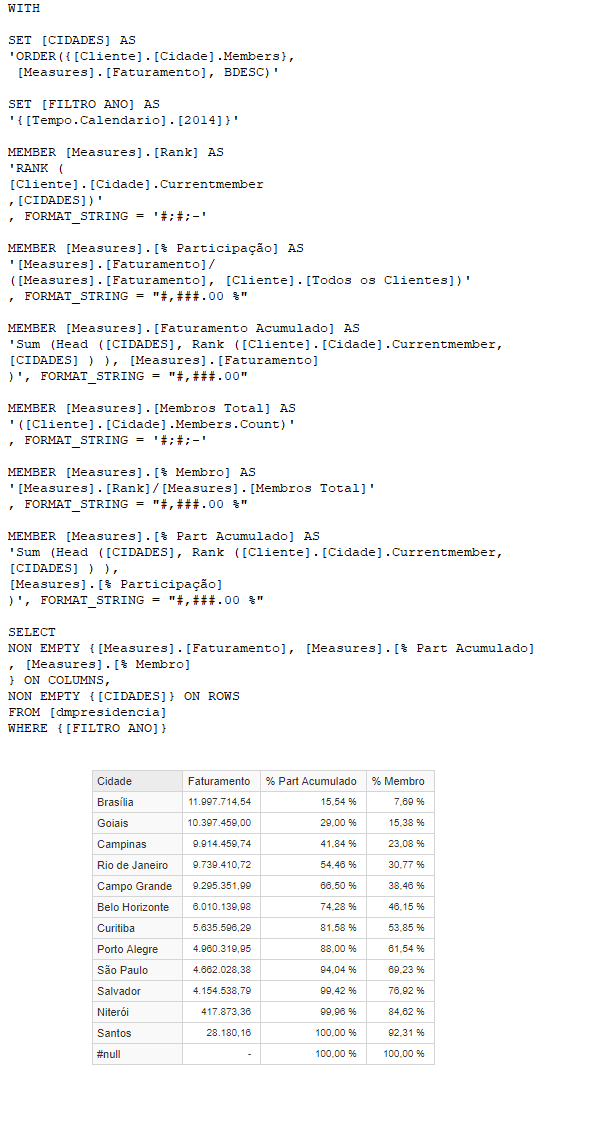 WITH
SET [CIDADES] AS
'ORDER({[Cliente].[Cidade].Members},
[Measures].[Faturamento], BDESC)'
SET [FILTRO ANO] AS
'{[Tempo.Calendario].[2014]}'
MEMBER [Measures].[Rank] AS
'RANK (
[Cliente].[Cidade].Currentmember
,[CIDADES])'
, FORMAT_STRING = '#;#;-'
MEMBER [Measures].[% Participação] AS
'[Measures].[Faturamento]/
([Measures].[Faturamento], [Cliente].[Todos os Clientes])'
, FORMAT_STRING = "#,###.00 %"
MEMBER [Measures].[Faturamento Acumulado] AS
'Sum (Head ([CIDADES], Rank ([Cliente].[Cidade].Currentmember,
[CIDADES] ) ), [Measures].[Faturamento]
)', FORMAT_STRING = "#,###.00"
MEMBER [Measures].[Membros Total] AS
'([Cliente].[Cidade].Members.Count)'
, FORMAT_STRING = '#;#;-'
MEMBER [Measures].[% Membro] AS
'[Measures].[Rank]/[Measures].[Membros Total]'
, FORMAT_STRING = "#,###.00 %"
MEMBER [Measures].[% Part Acumulado] AS
'Sum (Head ([CIDADES], Rank ([Cliente].[Cidade].Currentmember,
[CIDADES] ) ),
[Measures].[% Participação]
)', FORMAT_STRING = "#,###.00 %"
SELECT
NON EMPTY {[Measures].[Faturamento], [Measures].[% Part Acumulado]
, [Measures].[% Membro]
} ON COLUMNS,
NON EMPTY {[CIDADES]} ON ROWS
FROM [dmpresidencia]
WHERE {[FILTRO ANO]}
Cidade Faturamento % Part Acumulado % Membro
Brasília 11.997.714,54 15,54 % 7,69 %
Goiais 10.397.459,00 29,00 % 15,38 %
Campinas 9.914.459,74 41,84 % 23,08 %
Rio de Janeiro 9.739.410,72 54,46 % 30,77 %
Campo Grande 9.295.351,99 66,50 % 38,46 %
Belo Horizonte 6.010.139,98 74,28 % 46,15 %
Curitiba 5.635.596,29 81,58 % 53,85 %
Porto Alegre 4.960.319,95 88,00 % 61,54 %
São Paulo 4.662.028,38 94,04 % 69,23 %
Salvador 4.154.538,79 99,42 % 76,92 %
Niterói 417.873,36 99,96 % 84,62 %
Santos 28.180,16 100,00 % 92,31 %
#null - 100,00 % 100,00 %